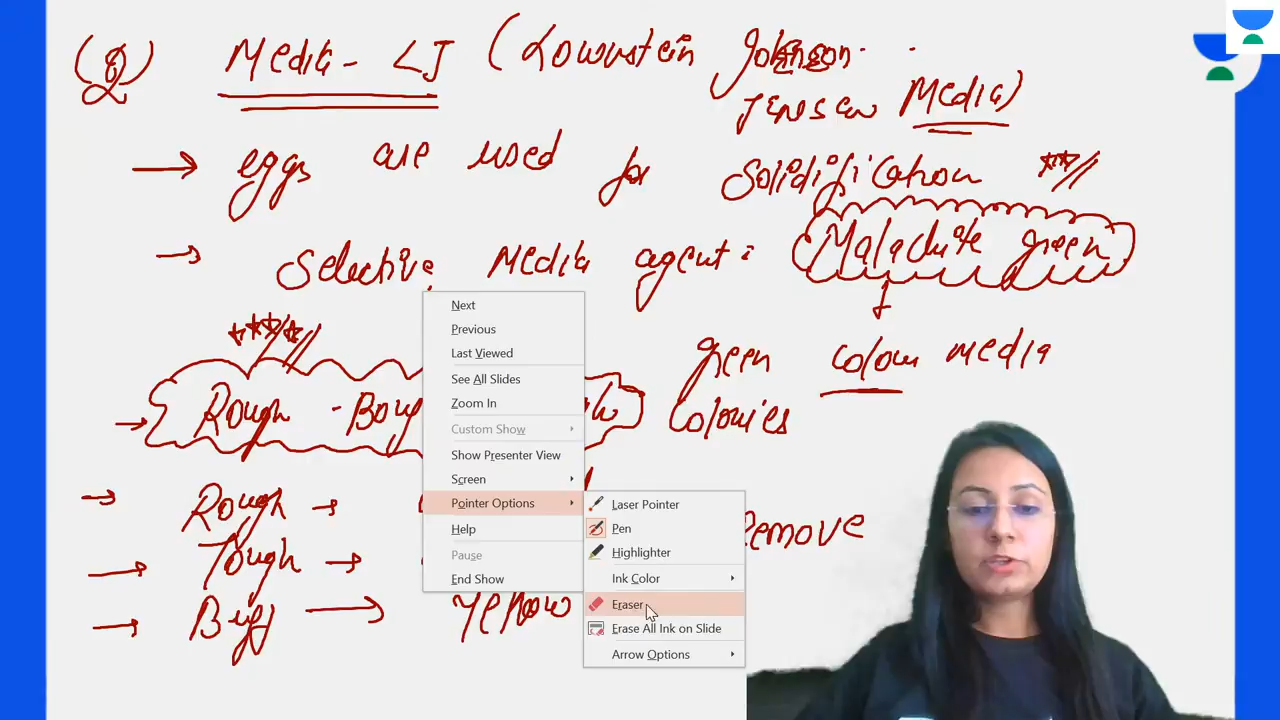 (Q) Media - LJ (Lowenstein Johnson
Jensen Media)
→ eggs are used for Solidification ***//
→ Selective Media agent: Malachite green
green colour media
→ Rough - Bou colonies
→ Rough →
→ Tough → Remove
→ Buff → Yellow
Next
Previous
Last Viewed
See All Slides
Zoom In
Custom Show
Show Presenter View
Screen
Pointer Options
Help
Pause
End Show
Laser Pointer
Pen
Highlighter
Ink Color
Eraser
Erase All Ink on Slide
Arrow Options